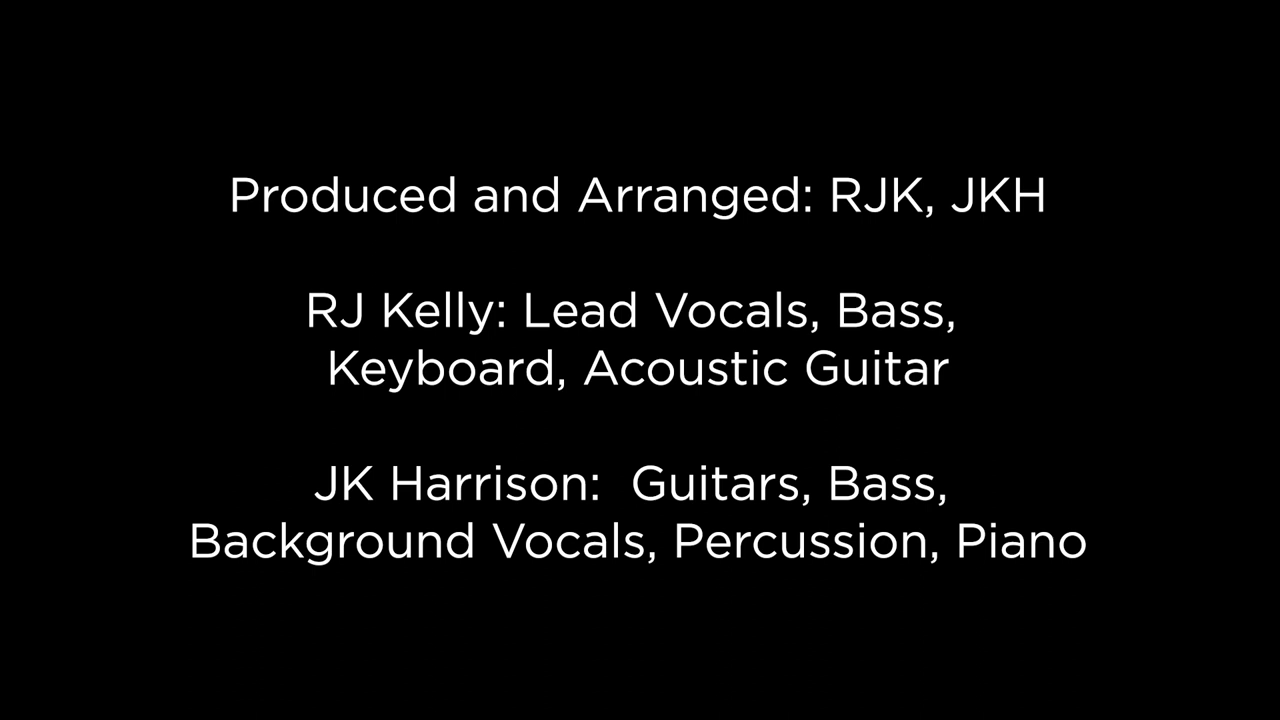 Produced and Arranged: RJK, JKH
RJ Kelly: Lead Vocals, Bass,
Keyboard, Acoustic Guitar
JK Harrison:  Guitars, Bass,
Background Vocals, Percussion, Piano